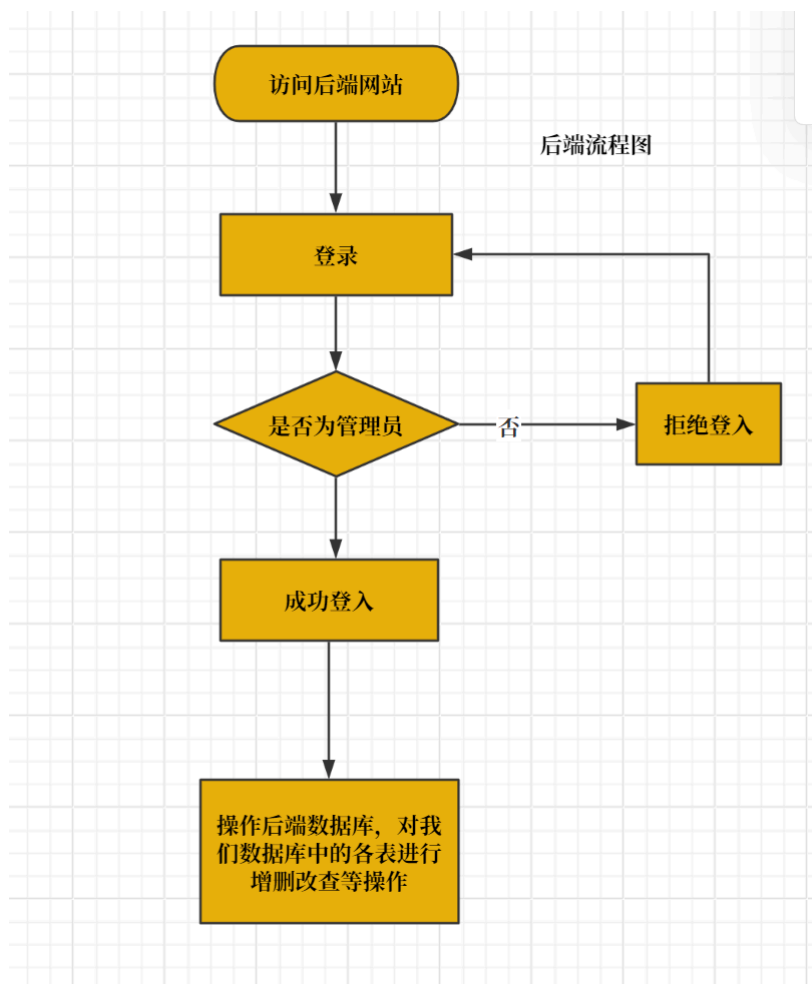 访问后端网站
后端流程图
登录
是否为管理员
否
拒绝登入
成功登入
操作后端数据库，对我
们数据库中的各表进行
增删改查等操作